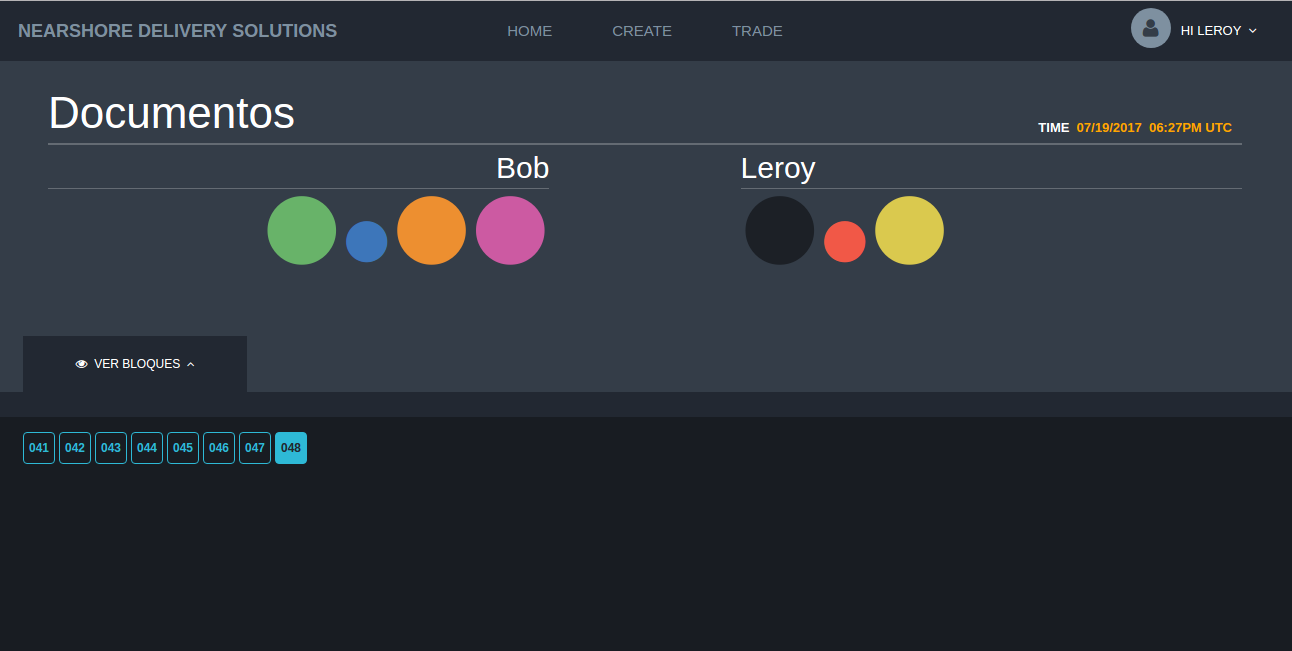 NEARSHORE DELIVERY SOLUTIONS HOME CREATE TRADE HI LEROY
Documentos
TIME 07/19/2017 06:27PM UTC
Bob Leroy
VER BLOQUES
041 042 043 044 045 046 047 048